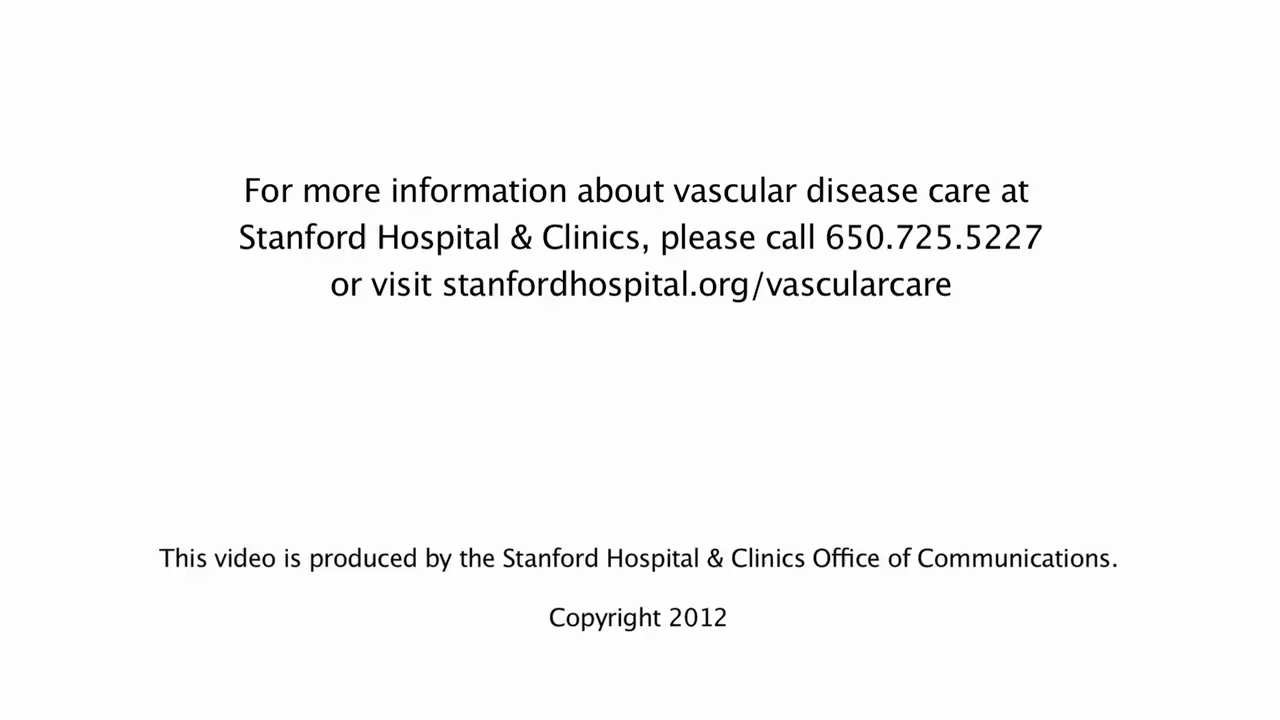 For more information about vascular disease care at
Stanford Hospital & Clinics, please call 650.725.5227
or visit stanfordhospital.org/vascularcare
This video is produced by the Stanford Hospital & Clinics Office of Communications.
Copyright 2012